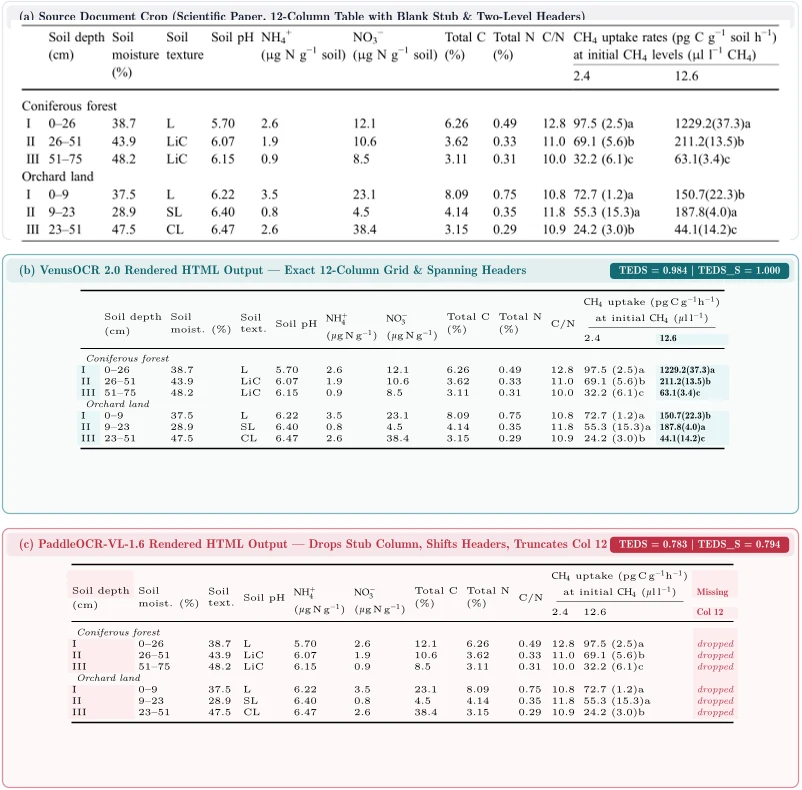 (a) Source Document Crop (Scientific Paper, 12-Column Table with Blank Stub & Two-Level Headers)
Soil depth Soil Soil Soil pH NH₄⁺ NO₃⁻ Total C Total N C/N CH₄ uptake rates (pg C g⁻¹ soil h⁻¹)
(cm) moisture texture (μg N g⁻¹ soil) (μg N g⁻¹ soil) (%) (%) at initial CH₄ levels (μl l⁻¹ CH₄)
(%)
2.4 12.6
Coniferous forest
I 0–26 38.7 L 5.70 2.6 12.1 6.26 0.49 12.8 97.5 (2.5)a 1229.2(37.3)a
II 26–51 43.9 LiC 6.07 1.9 10.6 3.62 0.33 11.0 69.1 (5.6)b 211.2(13.5)b
III 51–75 48.2 LiC 6.15 0.9 8.5 3.11 0.31 10.0 32.2 (6.1)c 63.1(3.4)c
Orchard land
I 0–9 37.5 L 6.22 3.5 23.1 8.09 0.75 10.8 72.7 (1.2)a 150.7(22.3)b
II 9–23 28.9 SL 6.40 0.8 4.5 4.14 0.35 11.8 55.3 (15.3)a 187.8(4.0)a
III 23–51 47.5 CL 6.47 2.6 38.4 3.15 0.29 10.9 24.2 (3.0)b 44.1(14.2)c
(b) VenusOCR 2.0 Rendered HTML Output — Exact 12-Column Grid & Spanning Headers TEDS = 0.984 | TEDS_S = 1.000
CH₄ uptake (pg C g⁻¹h⁻¹)
Soil depth Soil Soil Soil pH NH₄⁺ NO₃⁻ Total C Total N C/N at initial CH₄ (μl l⁻¹)
(cm) moist. (%) text. (μg N g⁻¹) (μg N g⁻¹) (%) (%)
2.4 12.6
Coniferous forest
I 0–26 38.7 L 5.70 2.6 12.1 6.26 0.49 12.8 97.5 (2.5)a 1229.2(37.3)a
II 26–51 43.9 LiC 6.07 1.9 10.6 3.62 0.33 11.0 69.1 (5.6)b 211.2(13.5)b
III 51–75 48.2 LiC 6.15 0.9 8.5 3.11 0.31 10.0 32.2 (6.1)c 63.1(3.4)c
Orchard land
I 0–9 37.5 L 6.22 3.5 23.1 8.09 0.75 10.8 72.7 (1.2)a 150.7(22.3)b
II 9–23 28.9 SL 6.40 0.8 4.5 4.14 0.35 11.8 55.3 (15.3)a 187.8(4.0)a
III 23–51 47.5 CL 6.47 2.6 38.4 3.15 0.29 10.9 24.2 (3.0)b 44.1(14.2)c
(c) PaddleOCR-VL-1.6 Rendered HTML Output — Drops Stub Column, Shifts Headers, Truncates Col 12 TEDS = 0.783 | TEDS_S = 0.794
CH₄ uptake (pg C g⁻¹h⁻¹)
Soil depth Soil Soil Soil pH NH₄⁺ NO₃⁻ Total C Total N C/N at initial CH₄ (μl l⁻¹) Missing
(cm) moist. (%) text. (μg N g⁻¹) (μg N g⁻¹) (%) (%)
2.4 12.6 Col 12
Coniferous forest
I 0–26 38.7 L 5.70 2.6 12.1 6.26 0.49 12.8 97.5 (2.5)a dropped
II 26–51 43.9 LiC 6.07 1.9 10.6 3.62 0.33 11.0 69.1 (5.6)b dropped
III 51–75 48.2 LiC 6.15 0.9 8.5 3.11 0.31 10.0 32.2 (6.1)c dropped
Orchard land
I 0–9 37.5 L 6.22 3.5 23.1 8.09 0.75 10.8 72.7 (1.2)a dropped
II 9–23 28.9 SL 6.40 0.8 4.5 4.14 0.35 11.8 55.3 (15.3)a dropped
III 23–51 47.5 CL 6.47 2.6 38.4 3.15 0.29 10.9 24.2 (3.0)b dropped